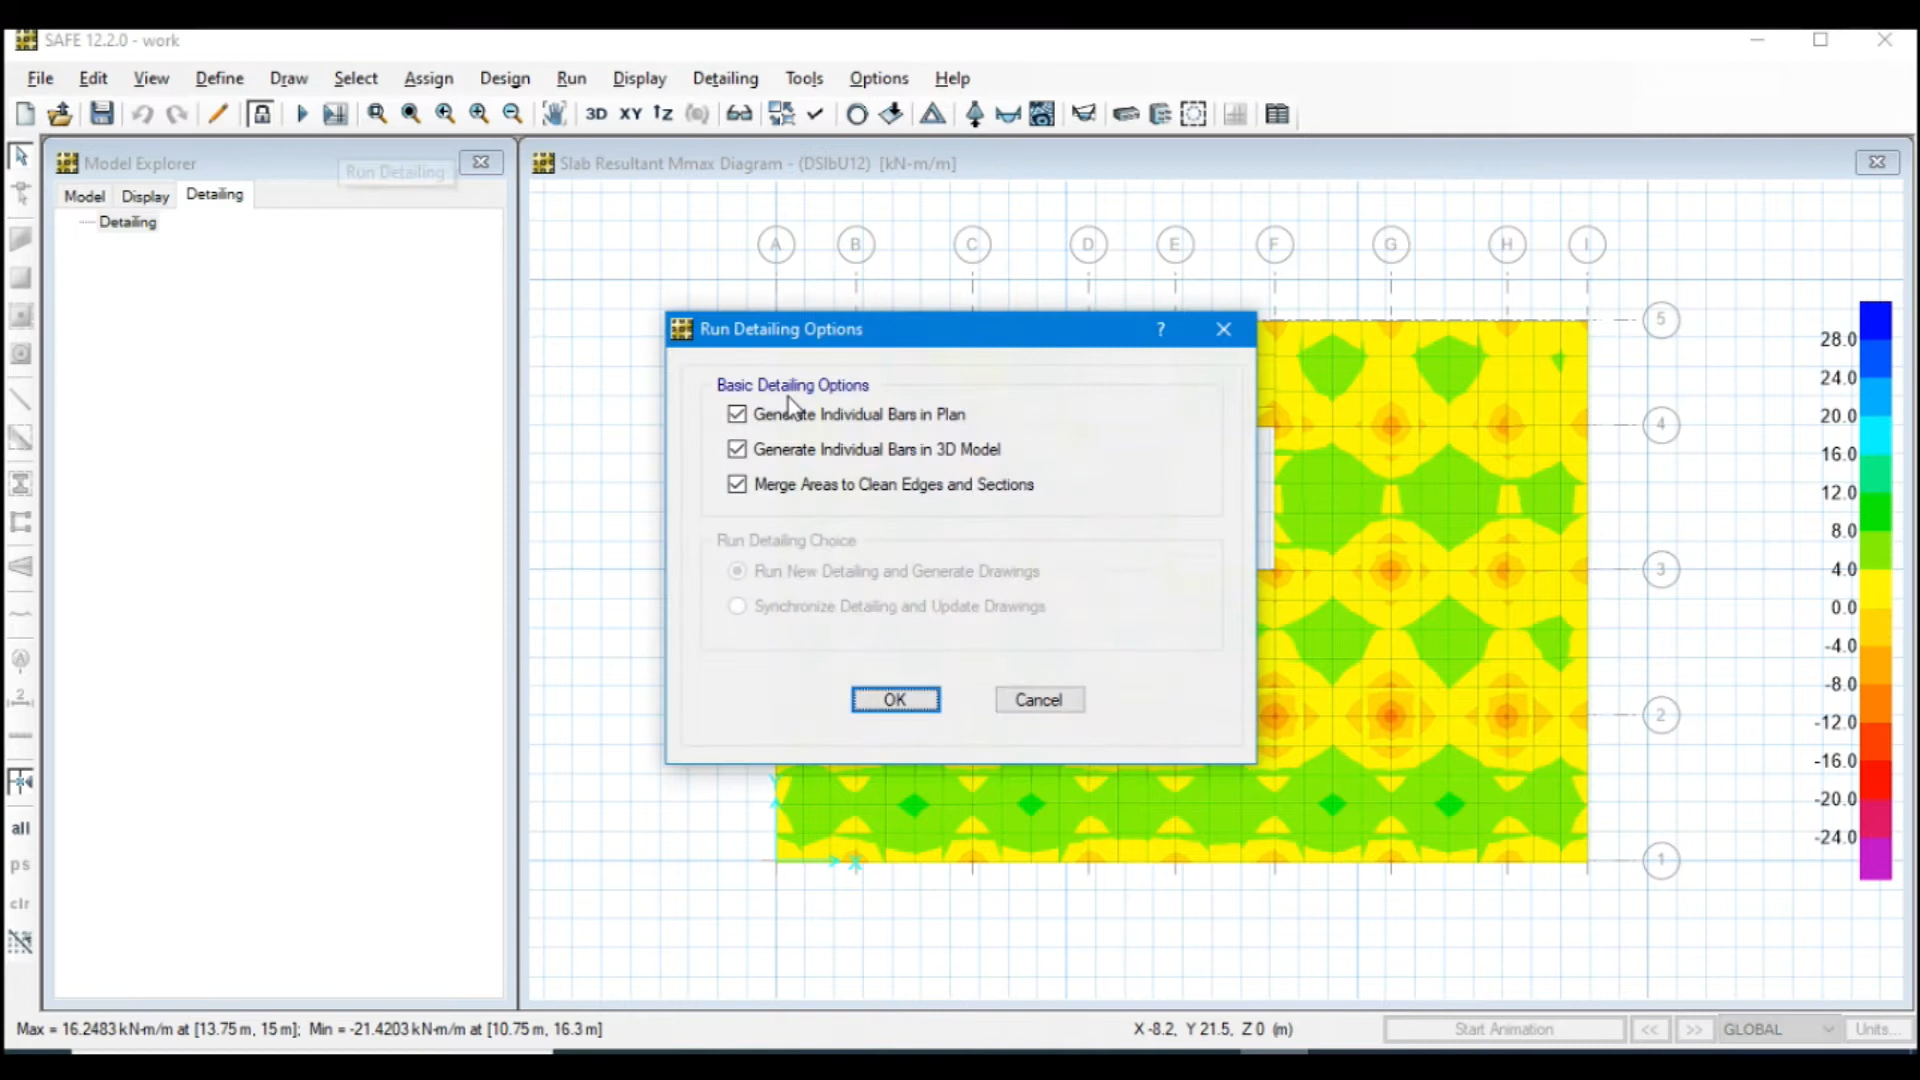 SAFE 12.2.0 - work
File Edit View Define Draw Select Assign Design Run Display Detailing Tools Options Help
3D XY
Model Explorer
Run Detailing
Model Display Detailing
Detailing
Slab Resultant Mmax Diagram - (DSlbU12) [kN-m/m]
A B C D E F G H I
5
4
3
2
1
Run Detailing Options ?
Basic Detailing Options
Generate Individual Bars in Plan
Generate Individual Bars in 3D Model
Merge Areas to Clean Edges and Sections
Run Detailing Choice
Run New Detailing and Generate Drawings
Synchronize Detailing and Update Drawings
OK Cancel
28.0
24.0
20.0
16.0
12.0
8.0
4.0
0.0
-4.0
-8.0
-12.0
-16.0
-20.0
-24.0
X
all
ps
clr
Max = 16.2483 kN-m/m at [13.75 m, 15 m]; Min = -21.4203 kN-m/m at [10.75 m, 16.3 m]
X -8.2, Y 21.5, Z 0 (m)
Start Animation << >> GLOBAL Units...